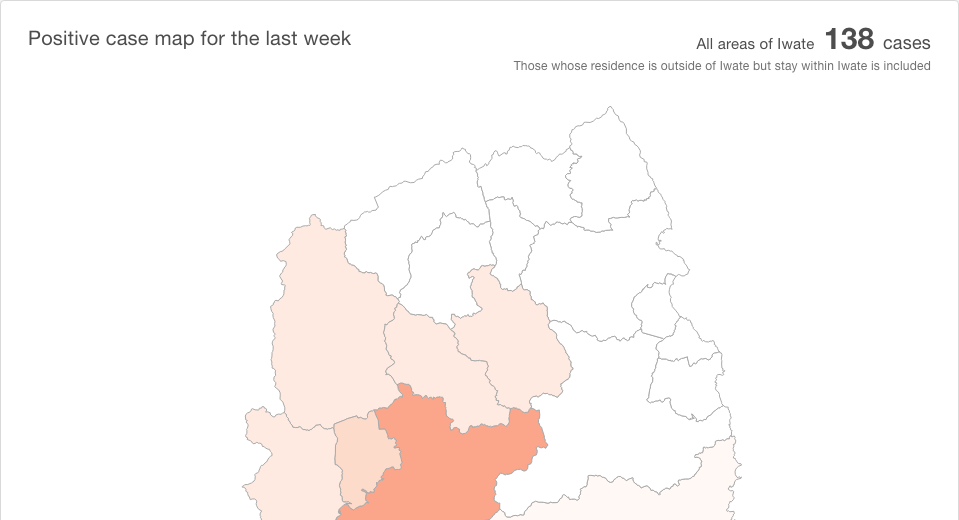 Positive case map for the last week
All areas of Iwate 138 cases
Those whose residence is outside of Iwate but stay within Iwate is included